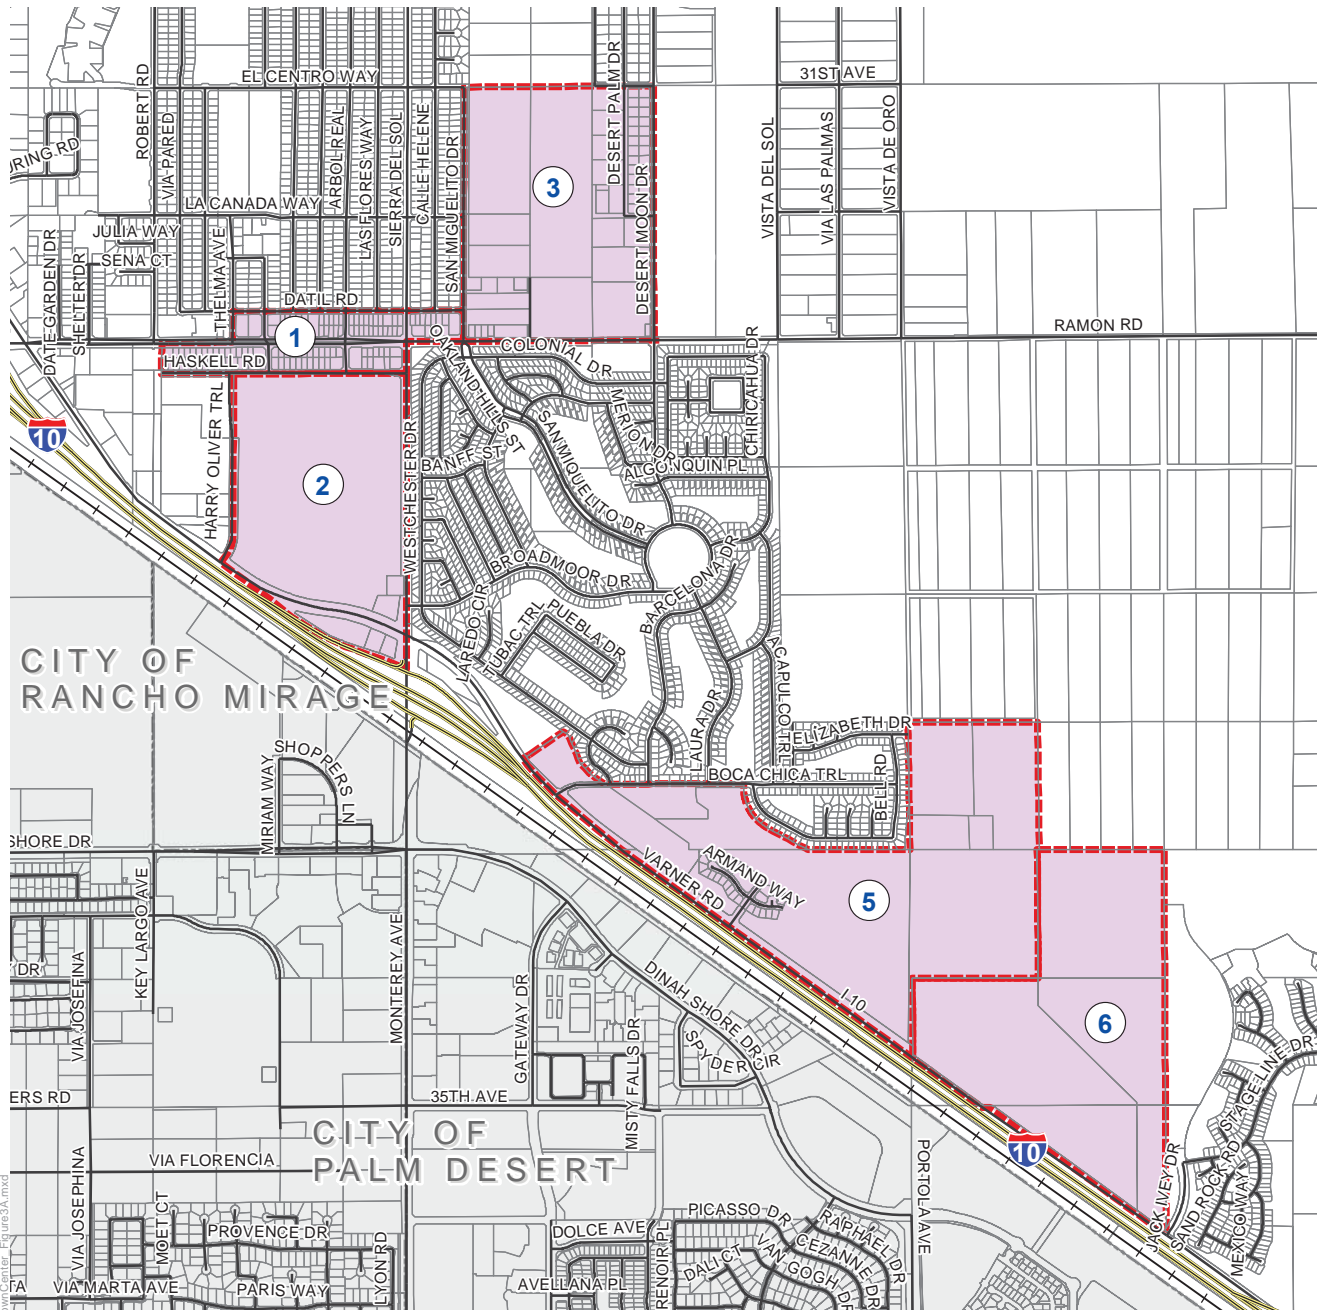 EL CENTRO WAY
31ST AVE
ROBERT RD
VIA PARED
ARBOL REAL
LAS FLORES WAY
SIERRA DEL SOL
CALLE HELENE
SAN MIGUELITO DR
DESERT PALM DR
DESERT MOON DR
VISTA DEL SOL
VIA LAS PALMAS
VISTA DE ORO
3
LA CANADA WAY
JULIA WAY
SENA CT
DATE GARDEN DR
SHELTER DR
THELMA AVE
DATIL RD
1
RAMON RD
HASKELL RD
OAKLAND HILLS ST
COLONIAL DR
MERION DR
CHIRICAHUA DR
HARRY OLIVER TRL
10
2
WESTCHESTER DR
BANFF ST
SAN MIQUELITO DR
ALGONQUIN PL
BROADMOOR DR
BARCELONA DR
LAREDO CIR
TUBAC TRL
PUEBLA DR
LAURA DR
ACAPULCO TRL
CITY OF
RANCHO MIRAGE
ELIZABETH DR
BOCA CHICA TRL
BELL RD
SHOPPERS LN
MIRIAM WAY
SHORE DR
VARNER RD
ARMAND WAY
5
KEY LARGO AVE
MONTEREY AVE
GATEWAY DR
DINAH SHORE DR
I-10
6
DR
VIA JOSEFINA
SPYDER CIR
MISTY FALLS DR
STAGE LINE DR
ERS RD
35TH AVE
CITY OF
PALM DESERT
10
VIA FLORENCIA
VIA JOSEPHINA
MOET CT
PROVENCE DR
LYON RD
PORTOLA AVE
JACK IVEY DR
SAND ROCK RD
MEXICO WAY
DOLCE AVE
RENOIR PL
PICASSO DR
RAPHAEL DR
CEZANNE DR
VAN GOGH DR
DALI CT
TA
VIA MARTA AVE
PARIS WAY
AVELLANA PL